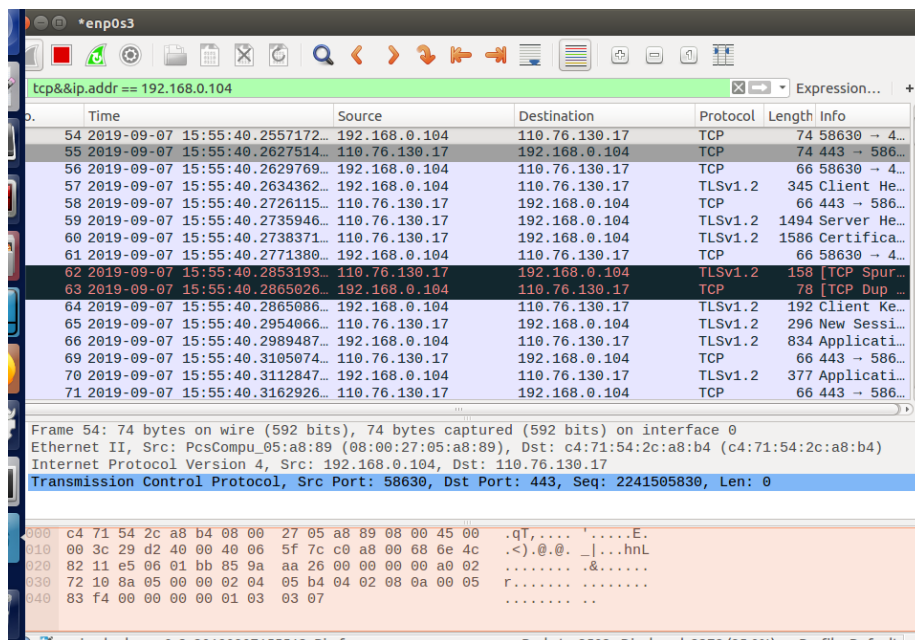 *enp0s3
tcp&&ip.addr == 192.168.0.104 Expression... +
Time Source Destination Protocol Length Info
54 2019-09-07 15:55:40.2557172… 192.168.0.104 110.76.130.17 TCP 74 58630 → 4…
55 2019-09-07 15:55:40.2627514… 110.76.130.17 192.168.0.104 TCP 74 443 → 586…
56 2019-09-07 15:55:40.2629769… 192.168.0.104 110.76.130.17 TCP 66 58630 → 4…
57 2019-09-07 15:55:40.2634362… 192.168.0.104 110.76.130.17 TLSv1.2 345 Client He…
58 2019-09-07 15:55:40.2726115… 110.76.130.17 192.168.0.104 TCP 66 443 → 586…
59 2019-09-07 15:55:40.2735946… 110.76.130.17 192.168.0.104 TLSv1.2 1494 Server He…
60 2019-09-07 15:55:40.2738371… 110.76.130.17 192.168.0.104 TLSv1.2 1586 Certifica…
61 2019-09-07 15:55:40.2771380… 192.168.0.104 110.76.130.17 TCP 66 58630 → 4…
62 2019-09-07 15:55:40.2853193… 110.76.130.17 192.168.0.104 TLSv1.2 158 [TCP Spur…
63 2019-09-07 15:55:40.2865026… 192.168.0.104 110.76.130.17 TCP 78 [TCP Dup …
64 2019-09-07 15:55:40.2865086… 192.168.0.104 110.76.130.17 TLSv1.2 192 Client Ke…
65 2019-09-07 15:55:40.2954066… 110.76.130.17 192.168.0.104 TLSv1.2 296 New Sessi…
66 2019-09-07 15:55:40.2989487… 192.168.0.104 110.76.130.17 TLSv1.2 834 Applicati…
69 2019-09-07 15:55:40.3105074… 110.76.130.17 192.168.0.104 TCP 66 443 → 586…
70 2019-09-07 15:55:40.3112847… 192.168.0.104 110.76.130.17 TLSv1.2 377 Applicati…
71 2019-09-07 15:55:40.3162926… 110.76.130.17 192.168.0.104 TCP 66 443 → 586…
Frame 54: 74 bytes on wire (592 bits), 74 bytes captured (592 bits) on interface 0
Ethernet II, Src: PcsCompu_05:a8:89 (08:00:27:05:a8:89), Dst: c4:71:54:2c:a8:b4 (c4:71:54:2c:a8:b4)
Internet Protocol Version 4, Src: 192.168.0.104, Dst: 110.76.130.17
Transmission Control Protocol, Src Port: 58630, Dst Port: 443, Seq: 2241505830, Len: 0
000 c4 71 54 2c a8 b4 08 00 27 05 a8 89 08 00 45 00 .qT,.... '.....E.
010 00 3c 29 d2 40 00 40 06 5f 7c c0 a8 00 68 6e 4c .<).@.@. _|...hnL
020 82 11 e5 06 01 bb 85 9a aa 26 00 00 00 00 a0 02 ........ .&......
030 72 10 8a 05 00 00 02 04 05 b4 04 02 08 0a 00 05 r....... ........
040 83 f4 00 00 00 00 01 03 03 07 ........ ..